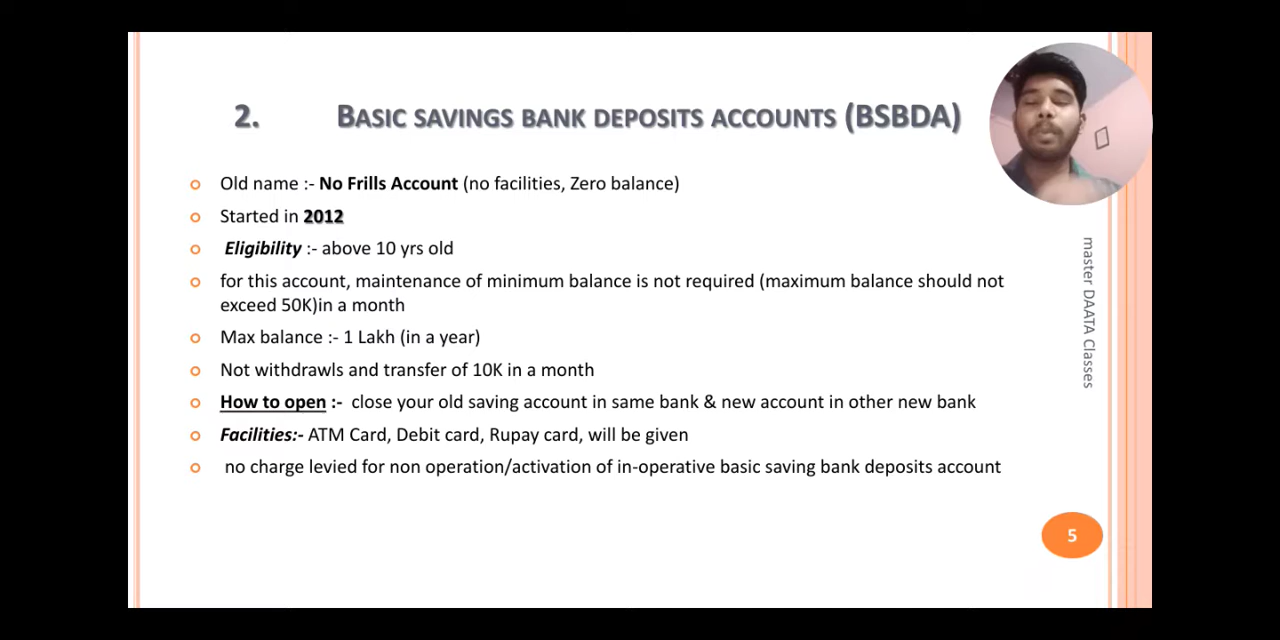 2. BASIC SAVINGS BANK DEPOSITS ACCOUNTS (BSBDA)
Old name :- No Frills Account (no facilities, Zero balance)
Started in 2012
Eligibility :- above 10 yrs old
for this account, maintenance of minimum balance is not required (maximum balance should not
exceed 50K)in a month
Max balance :- 1 Lakh (in a year)
Not withdrawls and transfer of 10K in a month
How to open :- close your old saving account in same bank & new account in other new bank
Facilities:- ATM Card, Debit card, Rupay card, will be given
no charge levied for non operation/activation of in-operative basic saving bank deposits account
master DAATA Classes
5